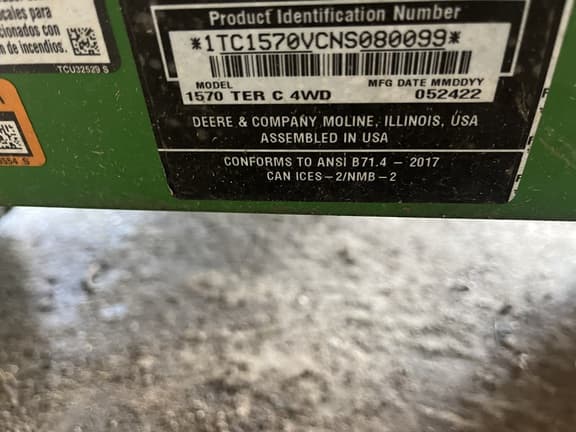 ocales para
cionados con
n de incendios.
TCU32529 S
Product Identification Number
*1TC1570VCNS080099*
MODEL MFG DATE MMDDYY
1570 TER C 4WD 052422
DEERE & COMPANY MOLINE, ILLINOIS, USA
ASSEMBLED IN USA
CONFORMS TO ANSI B71.4 - 2017
CAN ICES-2/NMB-2